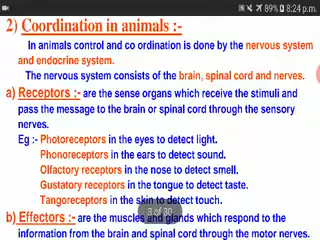 89% 8:24 p.m.
2) Coordination in animals :-
In animals control and co ordination is done by the nervous system
and endocrine system.
The nervous system consists of the brain, spinal cord and nerves.
a) Receptors :- are the sense organs which receive the stimuli and
pass the message to the brain or spinal cord through the sensory
nerves.
Eg :- Photoreceptors in the eyes to detect light.
Phonoreceptors in the ears to detect sound.
Olfactory receptors in the nose to detect smell.
Gustatory receptors in the tongue to detect taste.
Tangoreceptors in the skin to detect touch.
b) Effectors :- are the muscles and glands which respond to the
information from the brain and spinal cord through the motor nerves.